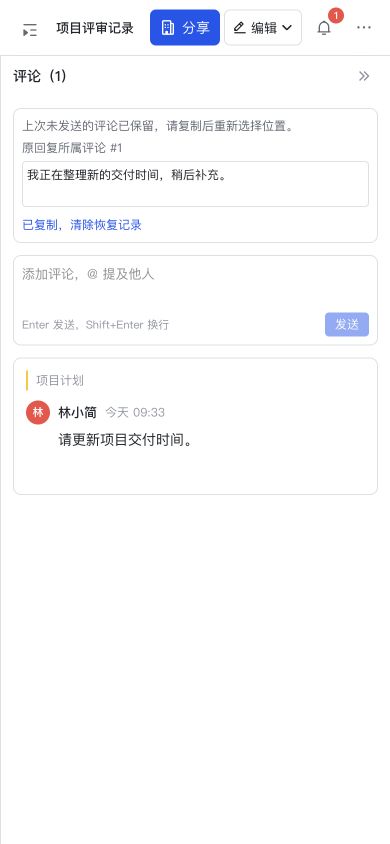 项目评审记录
分享
编辑
1
评论（1）
上次未发送的评论已保留，请复制后重新选择位置。
原回复所属评论 #1
我正在整理新的交付时间，稍后补充。
已复制，清除恢复记录
添加评论，@ 提及他人
Enter 发送，Shift+Enter 换行
发送
项目计划
林
林小简 今天 09:33
请更新项目交付时间。